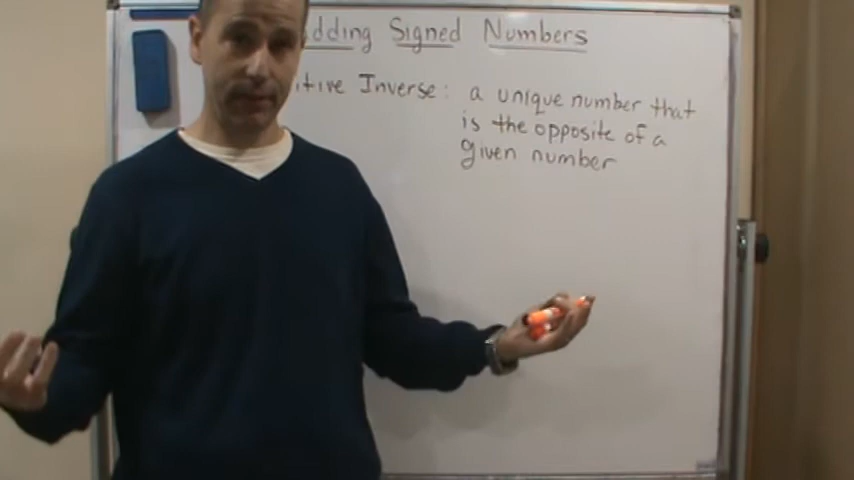 dding Signed Numbers
itive Inverse: a unique number that
is the opposite of a
given number